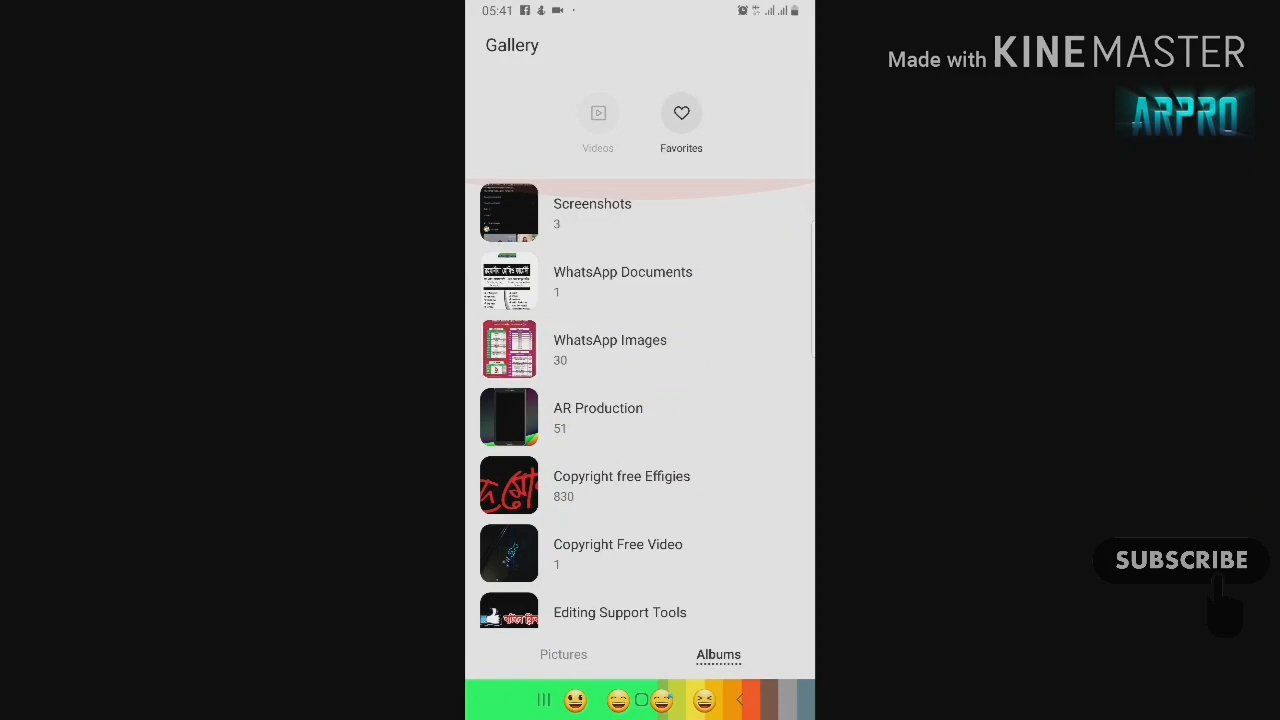 05:41
Gallery
Made with KINEMASTER
ARPRO
Videos
Favorites
Screenshots
3
WhatsApp Documents
1
WhatsApp Images
30
AR Production
51
Copyright free Effigies
830
Copyright Free Video
1
Editing Support Tools
SUBSCRIBE
Pictures
Albums